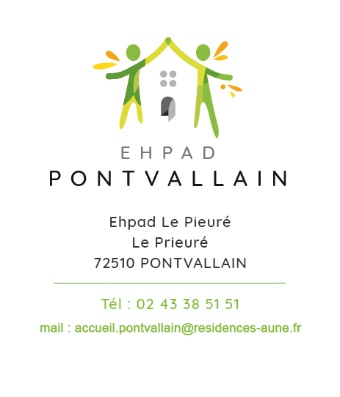 EHPAD
PONTVALLAIN
Ehpad Le Pieuré
Le Prieuré
72510 PONTVALLAIN
Tél : 02 43 38 51 51
mail : accueil.pontvallain@residences-aune.fr